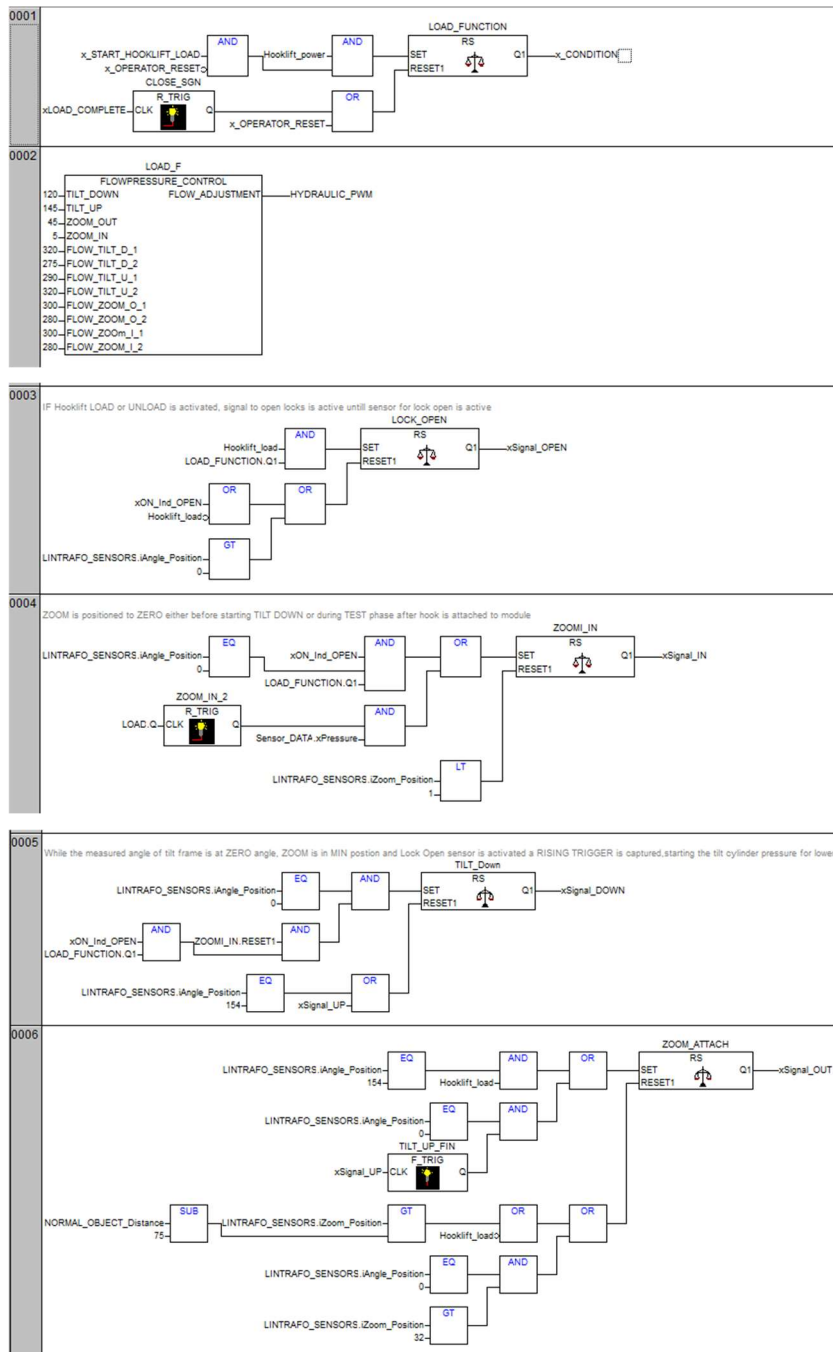 0001
LOAD_FUNCTION
AND AND RS
x_START_HOOKLIFT_LOAD Hooklift_power SET Q1 x_CONDITION
x_OPERATOR_RESET RESET1
CLOSE_SGN
R_TRIG OR
xLOAD_COMPLETE CLK Q
x_OPERATOR_RESET
0002
LOAD_F
FLOWPRESSURE_CONTROL
120 TILT_DOWN FLOW_ADJUSTMENT HYDRAULIC_PWM
145 TILT_UP
45 ZOOM_OUT
5 ZOOM_IN
320 FLOW_TILT_D_1
275 FLOW_TILT_D_2
290 FLOW_TILT_U_1
320 FLOW_TILT_U_2
300 FLOW_ZOOM_O_1
280 FLOW_ZOOM_O_2
300 FLOW_ZOOm_I_1
280 FLOW_ZOOM_I_2
0003
IF Hooklift LOAD or UNLOAD is activated, signal to open locks is active untill sensor for lock open is active
LOCK_OPEN
AND RS
Hooklift_load SET Q1 xSignal_OPEN
LOAD_FUNCTION.Q1 RESET1
OR OR
xON_Ind_OPEN
Hooklift_load
GT
LINTRAFO_SENSORS.iAngle_Position
0
0004
ZOOM is positioned to ZERO either before starting TILT DOWN or during TEST phase after hook is attached to module
ZOOMI_IN
EQ AND OR RS
LINTRAFO_SENSORS.iAngle_Position xON_Ind_OPEN SET Q1 xSignal_IN
0 RESET1
LOAD_FUNCTION.Q1
ZOOM_IN_2
R_TRIG AND
LOAD.Q CLK Q
Sensor_DATA.xPressure
LT
LINTRAFO_SENSORS.iZoom_Position
1
0005
While the measured angle of tilt frame is at ZERO angle, ZOOM is in MIN postion and Lock Open sensor is activated a RISING TRIGGER is captured,starting the tilt cylinder pressure for lowe
TILT_Down
EQ AND RS
LINTRAFO_SENSORS.iAngle_Position SET Q1 xSignal_DOWN
0 RESET1
AND AND
xON_Ind_OPEN ZOOMI_IN.RESET1
LOAD_FUNCTION.Q1
EQ OR
LINTRAFO_SENSORS.iAngle_Position
154 xSignal_UP
0006
ZOOM_ATTACH
EQ AND OR RS
LINTRAFO_SENSORS.iAngle_Position SET Q1 xSignal_OUT
154 Hooklift_load RESET1
EQ AND
LINTRAFO_SENSORS.iAngle_Position
0
TILT_UP_FIN
F_TRIG
xSignal_UP CLK Q
SUB GT OR OR
NORMAL_OBJECT_Distance LINTRAFO_SENSORS.iZoom_Position
75 Hooklift_load
EQ AND
LINTRAFO_SENSORS.iAngle_Position
0
GT
LINTRAFO_SENSORS.iZoom_Position
32